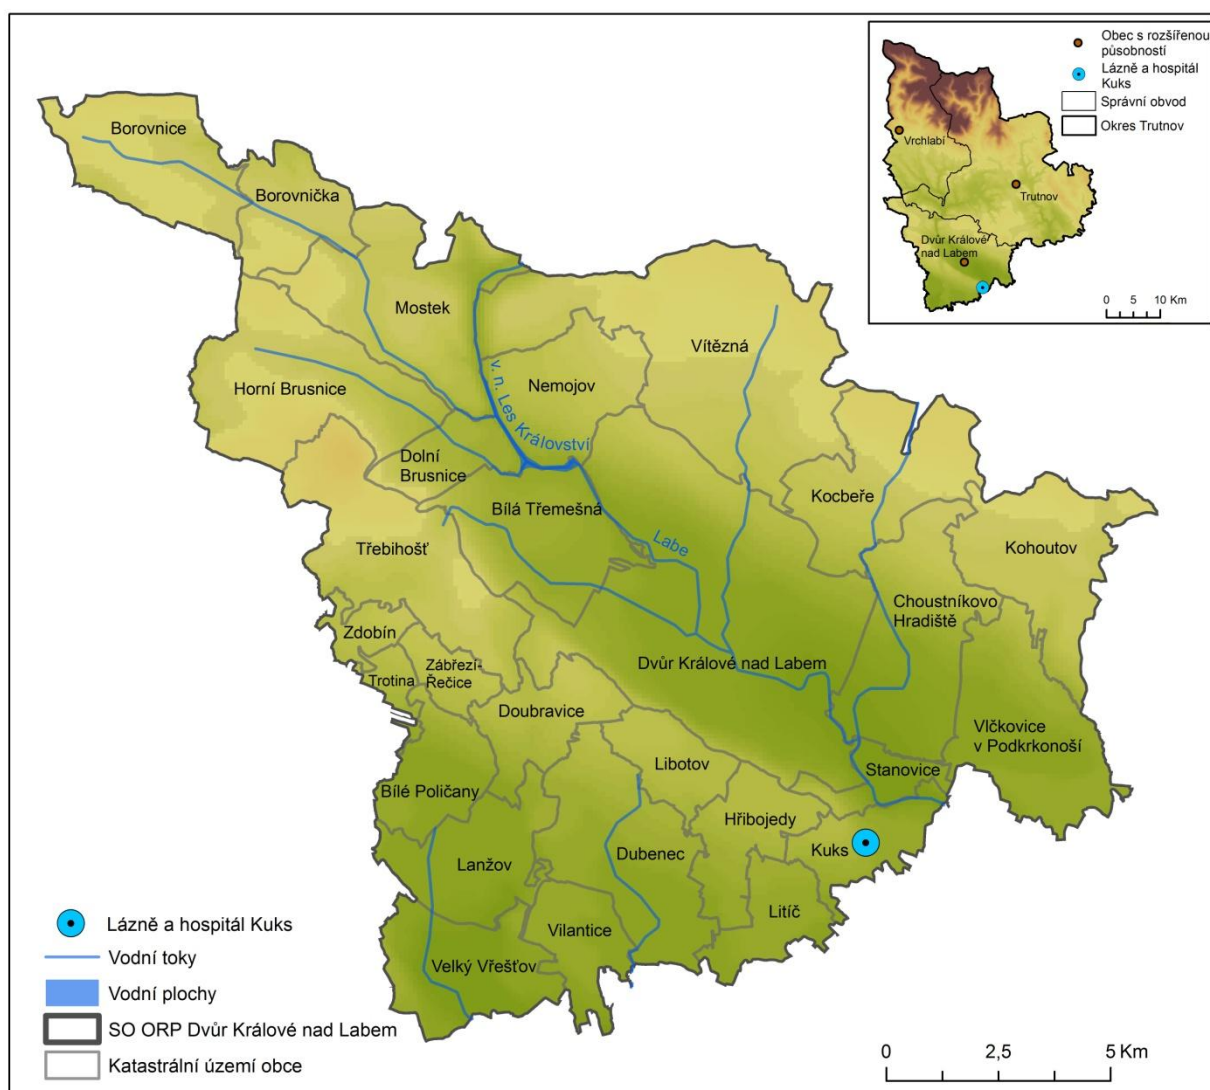 Obec s rozšířenou
působností
Lázně a hospitál
Kuks
Správní obvod
Okres Trutnov
Vrchlabí
Trutnov
Dvůr Králové
nad Labem
0 5 10 Km
Borovnice
Borovnička
Mostek
Vítězná
Nemojov
Horní Brusnice
v. n. Les Království
Dolní
Brusnice
Kocbeře
Bílá Třemešná
Labe
Kohoutov
Třebihošť
Choustníkovo
Hradiště
Zdobín
Zábřezí-
Řečice
Dvůr Králové nad Labem
Trotina
Doubravice
Vlčkovice
v Podkrkonoší
Libotov
Stanovice
Bílé Poličany
Hřibojedy
Kuks
Lanžov
Dubenec
Litíč
Vilantice
Velký Vřešťov
Lázně a hospitál Kuks
Vodní toky
Vodní plochy
SO ORP Dvůr Králové nad Labem
Katastrální území obce
0 2,5 5 Km